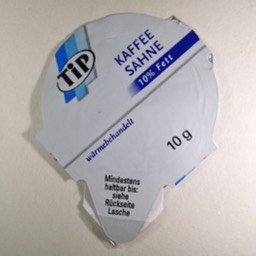 TiP
KAFFEE
SAHNE
10% Fett
wärmebehandelt
10 g
Mindestens
haltbar bis:
siehe
Rückseite
Lasche